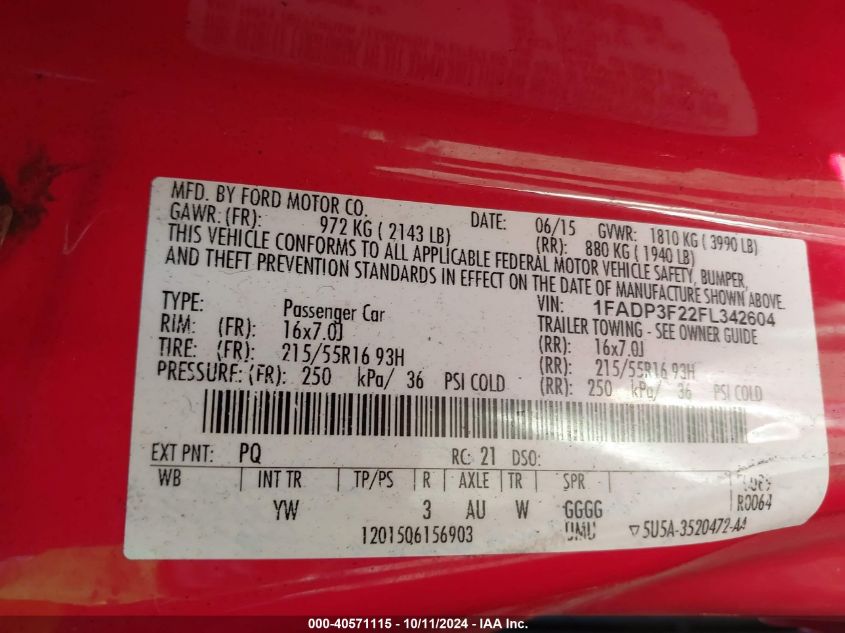 MFD. BY FORD MOTOR CO. DATE: 06/15 GVWR: 1810 KG ( 3990 LB)
GAWR: (FR): 972 KG ( 2143 LB) (RR): 880 KG ( 1940 LB)
THIS VEHICLE CONFORMS TO ALL APPLICABLE FEDERAL MOTOR VEHICLE SAFETY, BUMPER,
AND THEFT PREVENTION STANDARDS IN EFFECT ON THE DATE OF MANUFACTURE SHOWN ABOVE.
VIN: 1FADP3F22FL342604
TYPE: Passenger Car TRAILER TOWING - SEE OWNER GUIDE
RIM: (FR): 16x7.0J (RR): 16x7.0J
TIRE: (FR): 215/55R16 93H (RR): 215/55R16 93H
PRESSURE: (FR): 250 kPa/ 36 PSI COLD (RR): 250 kPa/ 36 PSI COLD
EXT PNT: PQ RC: 21 DSO:
WB INT TR TP/PS R AXLE TR SPR
YW 3 AU W GGGG R0064
12015Q6156903 UMU ▽5U5A-3520472-AA
000-40571115 - 10/11/2024 - IAA Inc.